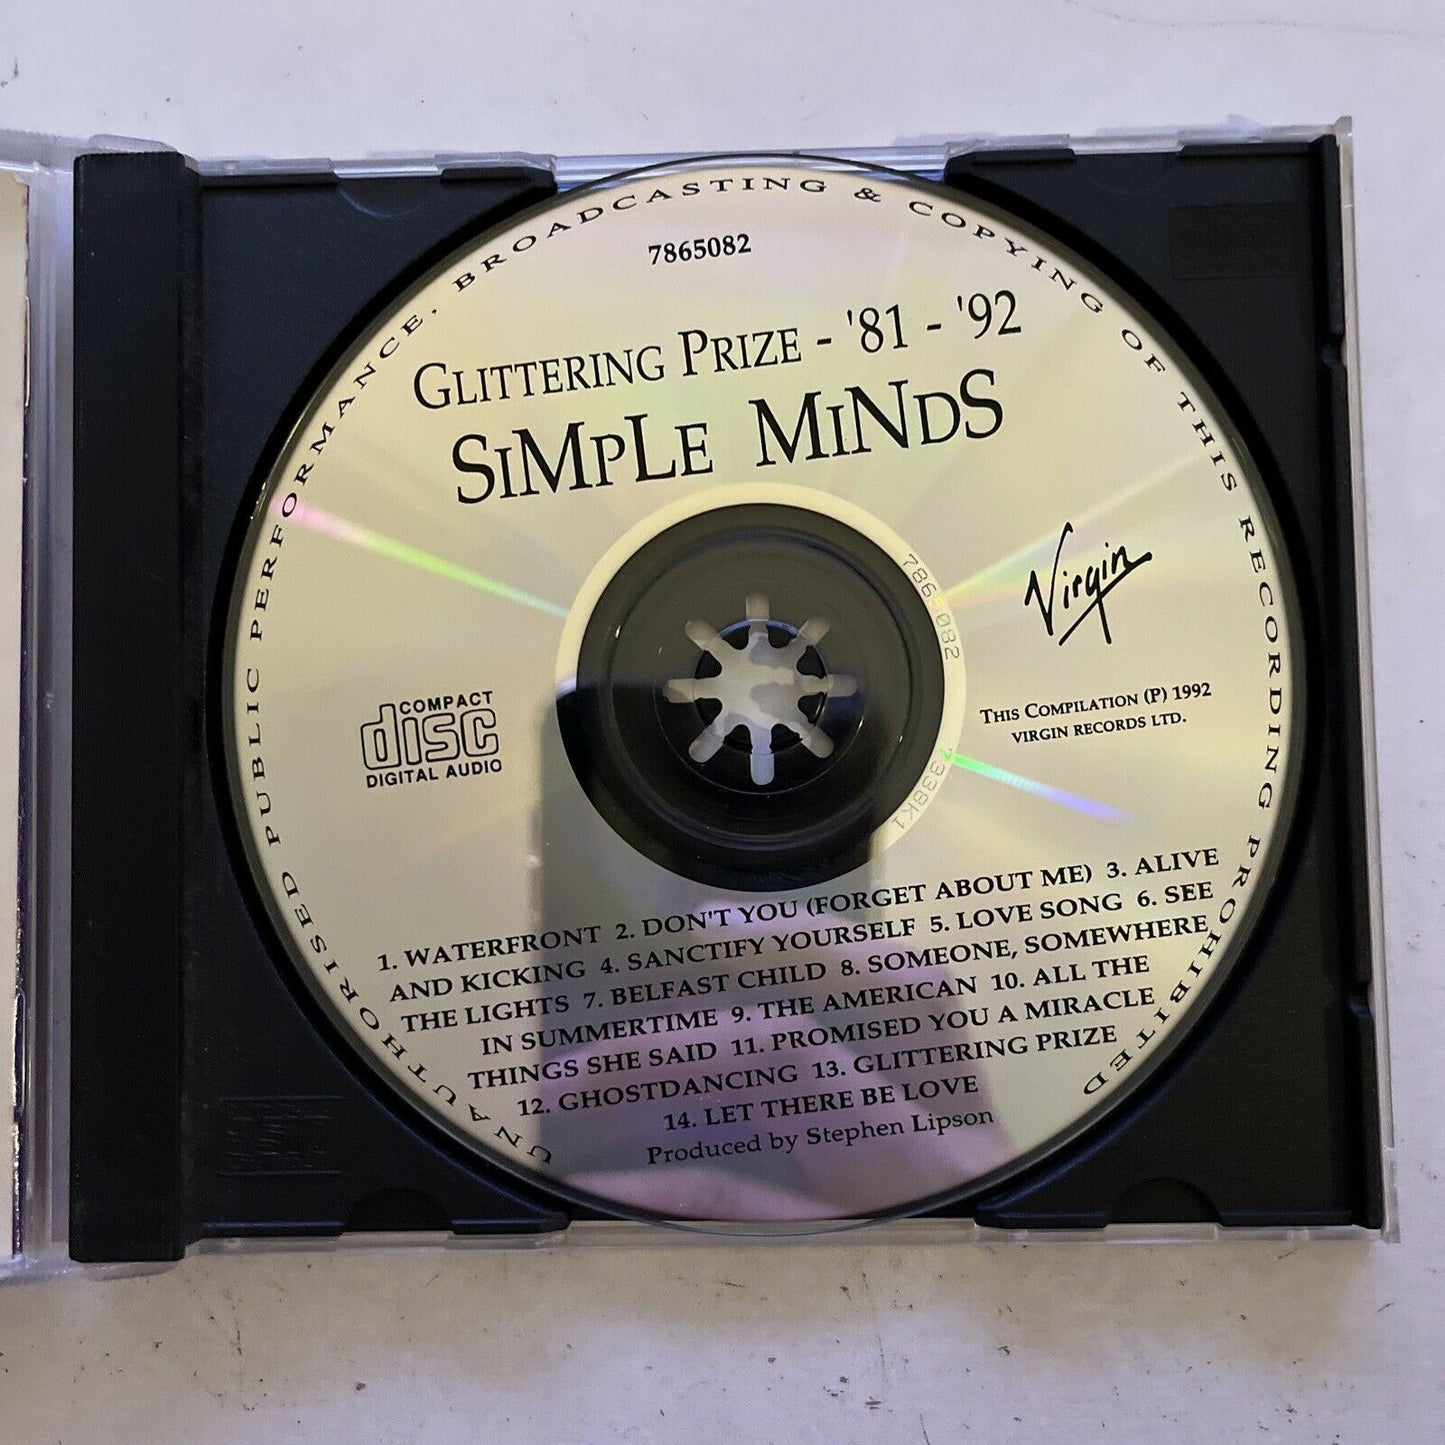 UNAUTHORISED PUBLIC PERFORMANCE, BROADCASTING & COPYING OF THIS RECORDING PROHIBITED
7865082
GLITTERING PRIZE - '81 - '92
SiMpLE MiNdS
Virgin
COMPACT
disc
DIGITAL AUDIO
THIS COMPILATION (P) 1992
VIRGIN RECORDS LTD.
2338K1
1. WATERFRONT 2. DON'T YOU (FORGET ABOUT ME) 3. ALIVE
AND KICKING 4. SANCTIFY YOURSELF 5. LOVE SONG 6. SEE
THE LIGHTS 7. BELFAST CHILD 8. SOMEONE, SOMEWHERE
IN SUMMERTIME 9. THE AMERICAN 10. ALL THE
THINGS SHE SAID 11. PROMISED YOU A MIRACLE
12. GHOSTDANCING 13. GLITTERING PRIZE
14. LET THERE BE LOVE
Produced by Stephen Lipson